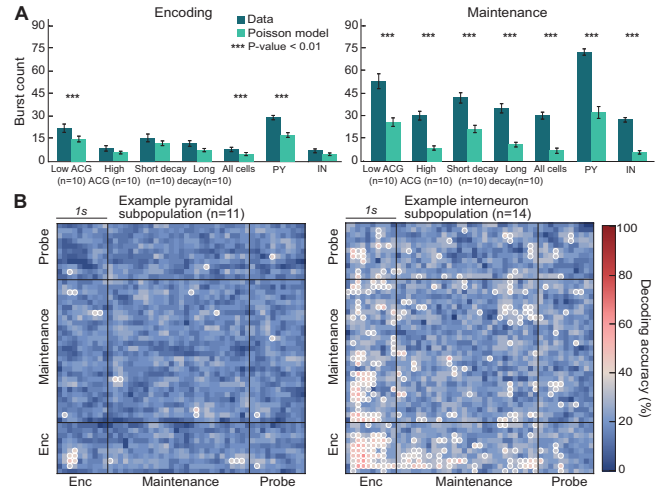 A
Encoding
Maintenance
Data
Poisson model
*** P-value < 0.01
Burst count
90
75
60
45
30
15
0
***
***
***
Low ACG
(n=10)
High
ACG (n=10)
Short decay
(n=10)
Long
decay(n=10)
All cells
PY
IN
90
75
60
45
30
15
0
***
***
***
***
***
***
***
Low ACG
(n=10)
High
ACG (n=10)
Short decay
(n=10)
Long
decay(n=10)
All cells
PY
IN
B
1s
Example pyramidal
subpopulation (n=11)
Probe
Maintenance
Enc
Enc
Maintenance
Probe
1s
Example interneuron
subpopulation (n=14)
Probe
Maintenance
Enc
Enc
Maintenance
Probe
100
80
60
40
20
0
Decoding accuracy (%)